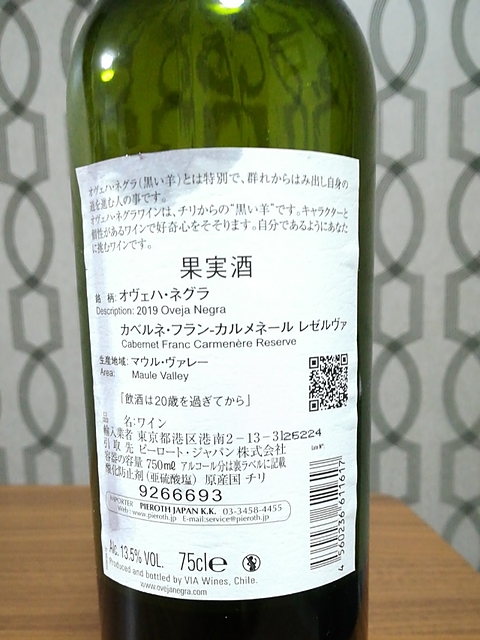 オヴェハ・ネグラ(黒い羊)とは特別で、群れからはみ出し自身の
道を進む人の事です。
オヴェハ・ネグラワインは、チリからの"黒い羊"です。キャラクターと
個性があるワインで好奇心をそそります。自分であるようにあなた
に挑むワインです。
果実酒
銘 柄: オヴェハ・ネグラ
Description: 2019 Oveja Negra
カベルネ・フラン-カルメネール レゼルヴァ
Cabernet Franc Carmenère Reserve
生産地域: マウル・ヴァレー
Area: Maule Valley
「飲酒は20歳を過ぎてから」
品 名:ワイン
輸入業者 東京都港区港南2-13-31 25224
引 取 先 ピーロート・ジャパン株式会社
容器の容量 750㎖ アルコール分は裏ラベルに記載
酸化防止剤(亜硫酸塩) 原産国 チリ
9266693
IMPORTER PIEROTH JAPAN K.K. 03-3458-4455
Web:www.pieroth.jp E-mail:service@pieroth.jp
Alc. 13.5% VOL. 75cl e
Produced and bottled by VIA Wines, Chile.
www.ovejanegra.com
Lote Nº:
4 560236 611617